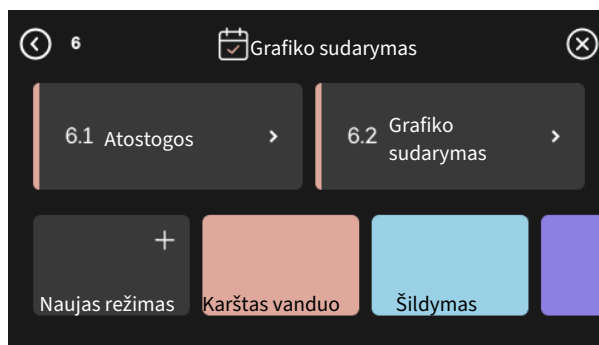 6 Grafiko sudarymas
6.1 Atostogos
6.2 Grafiko
sudarymas
Naujas režimas
Karštas vanduo
Šildymas